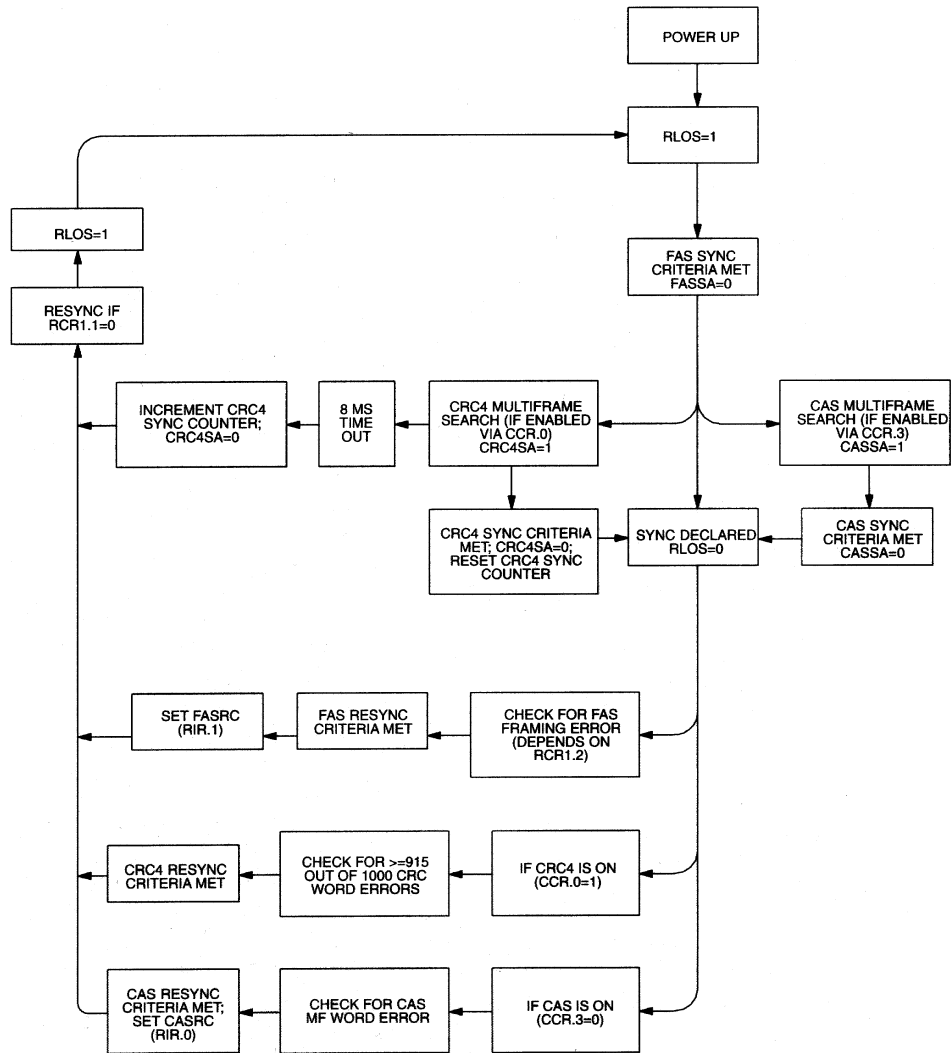 POWER UP
RLOS=1
RLOS=1
FAS SYNC
CRITERIA MET
FASSA=0
RESYNC IF
RCR1.1=0
INCREMENT CRC4
SYNC COUNTER;
CRC4SA=0
8 MS
TIME
OUT
CRC4 MULTIFRAME
SEARCH (IF ENABLED
VIA CCR.0)
CRC4SA=1
CAS MULTIFRAME
SEARCH (IF ENABLED
VIA CCR.3)
CASSA=1
CRC4 SYNC CRITERIA
MET; CRC4SA=0;
RESET CRC4 SYNC
COUNTER
SYNC DECLARED
RLOS=0
CAS SYNC
CRITERIA MET
CASSA=0
SET FASRC
(RIR.1)
FAS RESYNC
CRITERIA MET
CHECK FOR FAS
FRAMING ERROR
(DEPENDS ON
RCR1.2)
CRC4 RESYNC
CRITERIA MET
CHECK FOR >=915
OUT OF 1000 CRC
WORD ERRORS
IF CRC4 IS ON
(CCR.0=1)
CAS RESYNC
CRITERIA MET;
SET CASRC
(RIR.0)
CHECK FOR CAS
MF WORD ERROR
IF CAS IS ON
(CCR.3=0)